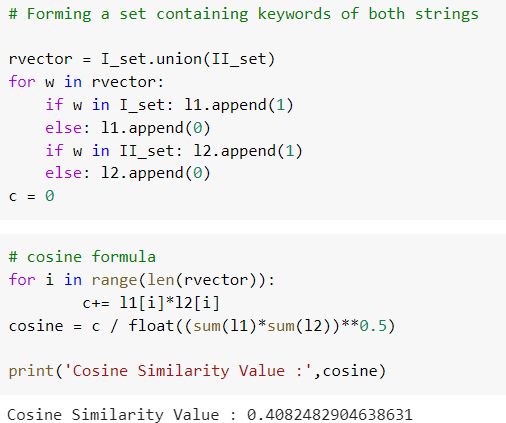 # Forming a set containing keywords of both strings
rvector = I_set.union(II_set)
for w in rvector:
    if w in I_set: l1.append(1)
    else: l1.append(0)
    if w in II_set: l2.append(1)
    else: l2.append(0)
c = 0
# cosine formula
for i in range(len(rvector)):
        c+= l1[i]*l2[i]
cosine = c / float((sum(l1)*sum(l2))**0.5)
print('Cosine Similarity Value :',cosine)
Cosine Similarity Value : 0.4082482904638631